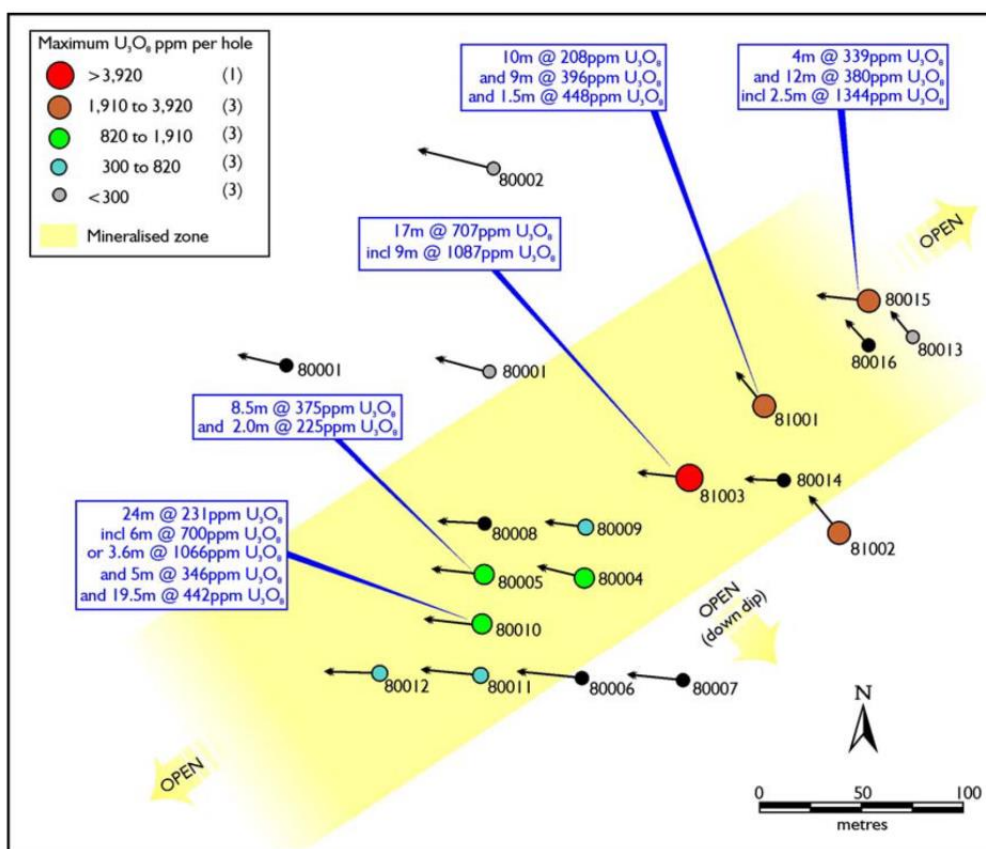 Maximum U₃O₈ ppm per hole
>3,920 (1)
1,910 to 3,920 (3)
820 to 1,910 (3)
300 to 820 (3)
<300 (3)
Mineralised zone
10m @ 208ppm U₃O₈
and 9m @ 396ppm U₃O₈
and 1.5m @ 448ppm U₃O₈
4m @ 339ppm U₃O₈
and 12m @ 380ppm U₃O₈
incl 2.5m @ 1344ppm U₃O₈
80002
17m @ 707ppm U₃O₈
incl 9m @ 1087ppm U₃O₈
OPEN
80015
80016
80013
80001
80001
8.5m @ 375ppm U₃O₈
and 2.0m @ 225ppm U₃O₈
81001
81003
80014
24m @ 231ppm U₃O₈
incl 6m @ 700ppm U₃O₈
or 3.6m @ 1066ppm U₃O₈
and 5m @ 346ppm U₃O₈
and 19.5m @ 442ppm U₃O₈
80008
80009
81002
80005
80004
OPEN
(down dip)
80010
80012
80011
80006
80007
N
OPEN
0 50 100
metres